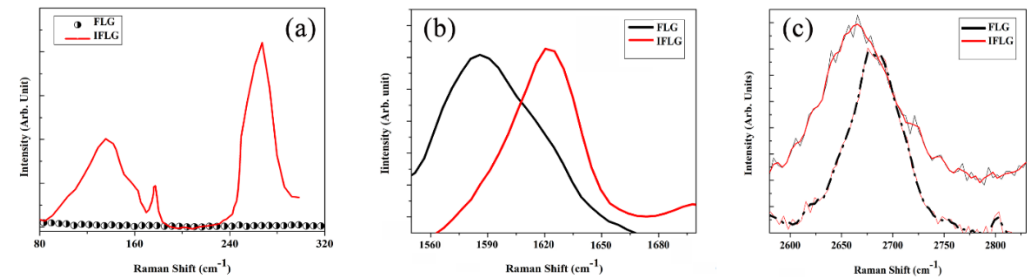 (a)
FLG
IFLG
Intensity (Arb. Unit)
80 160 240 320
Raman Shift (cm-1)
(b)
FLG
IFLG
Iintensity (Arb. unit)
1560 1590 1620 1650 1680
Raman Shift (cm-1)
(c)
FLG
IFLG
Intensity (Arb. Units)
2600 2650 2700 2750 2800
Raman Shift (cm-1)